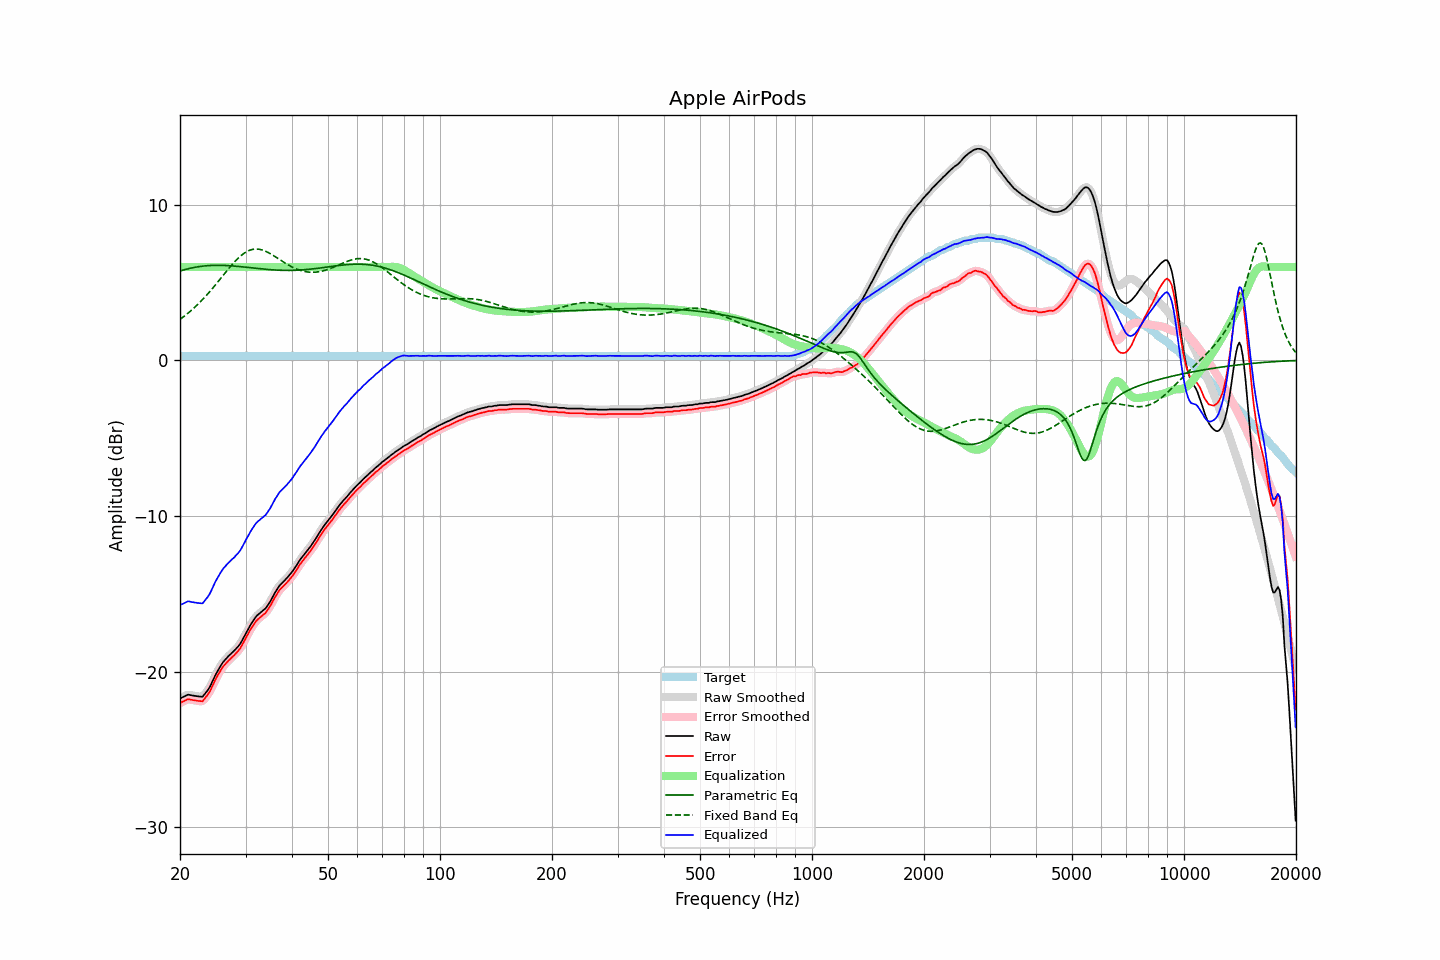 Apple AirPods
Amplitude (dBr)
10
0
−10
−20
−30
Target
Raw Smoothed
Error Smoothed
Raw
Error
Equalization
Parametric Eq
Fixed Band Eq
Equalized
20 50 100 200 500 1000 2000 5000 10000 20000
Frequency (Hz)